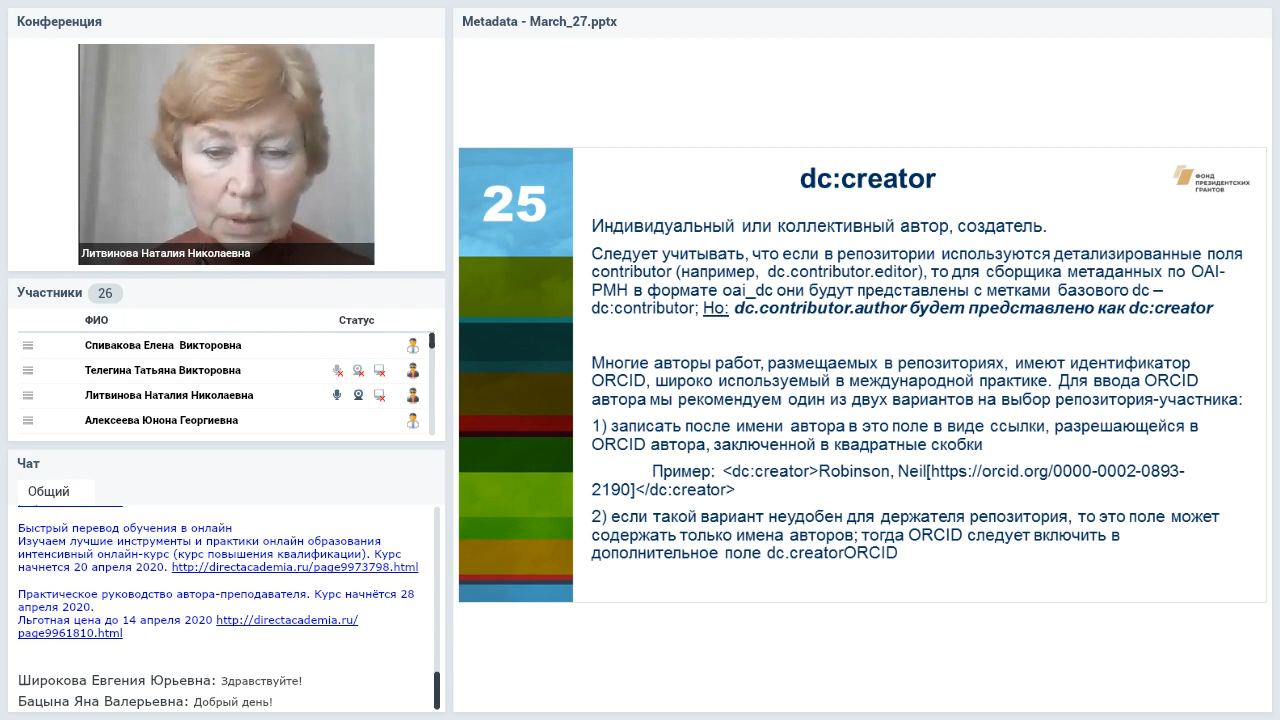 Конференция
Литвинова Наталия Николаевна
Участники 26
ФИО Статус
Спивакова Елена Викторовна
Телегина Татьяна Викторовна
Литвинова Наталия Николаевна
Алексеева Юнона Георгиевна
Чат
Общий
Быстрый перевод обучения в онлайн
Изучаем лучшие инструменты и практики онлайн образования
интенсивный онлайн-курс (курс повышения квалификации). Курс
начнется 20 апреля 2020. http://directacademia.ru/page9973798.html
Практическое руководство автора-преподавателя. Курс начнётся 28
апреля 2020.
Льготная цена до 14 апреля 2020 http://directacademia.ru/
page9961810.html
Широкова Евгения Юрьевна: Здравствуйте!
Бацына Яна Валерьевна: Добрый день!
Metadata - March_27.pptx
25
dc:creator
ФОНД
ПРЕЗИДЕНТСКИХ
ГРАНТОВ
Индивидуальный или коллективный автор, создатель.
Следует учитывать, что если в репозитории используются детализированные поля
contributor (например, dc.contributor.editor), то для сборщика метаданных по OAI-
PMH в формате oai_dc они будут представлены с метками базового dc –
dc:contributor; Но: dc.contributor.author будет представлено как dc:creator
Многие авторы работ, размещаемых в репозиториях, имеют идентификатор
ORCID, широко используемый в международной практике. Для ввода ORCID
автора мы рекомендуем один из двух вариантов на выбор репозитория-участника:
1) записать после имени автора в это поле в виде ссылки, разрешающейся в
ORCID автора, заключенной в квадратные скобки
Пример: <dc:creator>Robinson, Neil[https://orcid.org/0000-0002-0893-
2190]</dc:creator>
2) если такой вариант неудобен для держателя репозитория, то это поле может
содержать только имена авторов; тогда ORCID следует включить в
дополнительное поле dc.creatorORCID